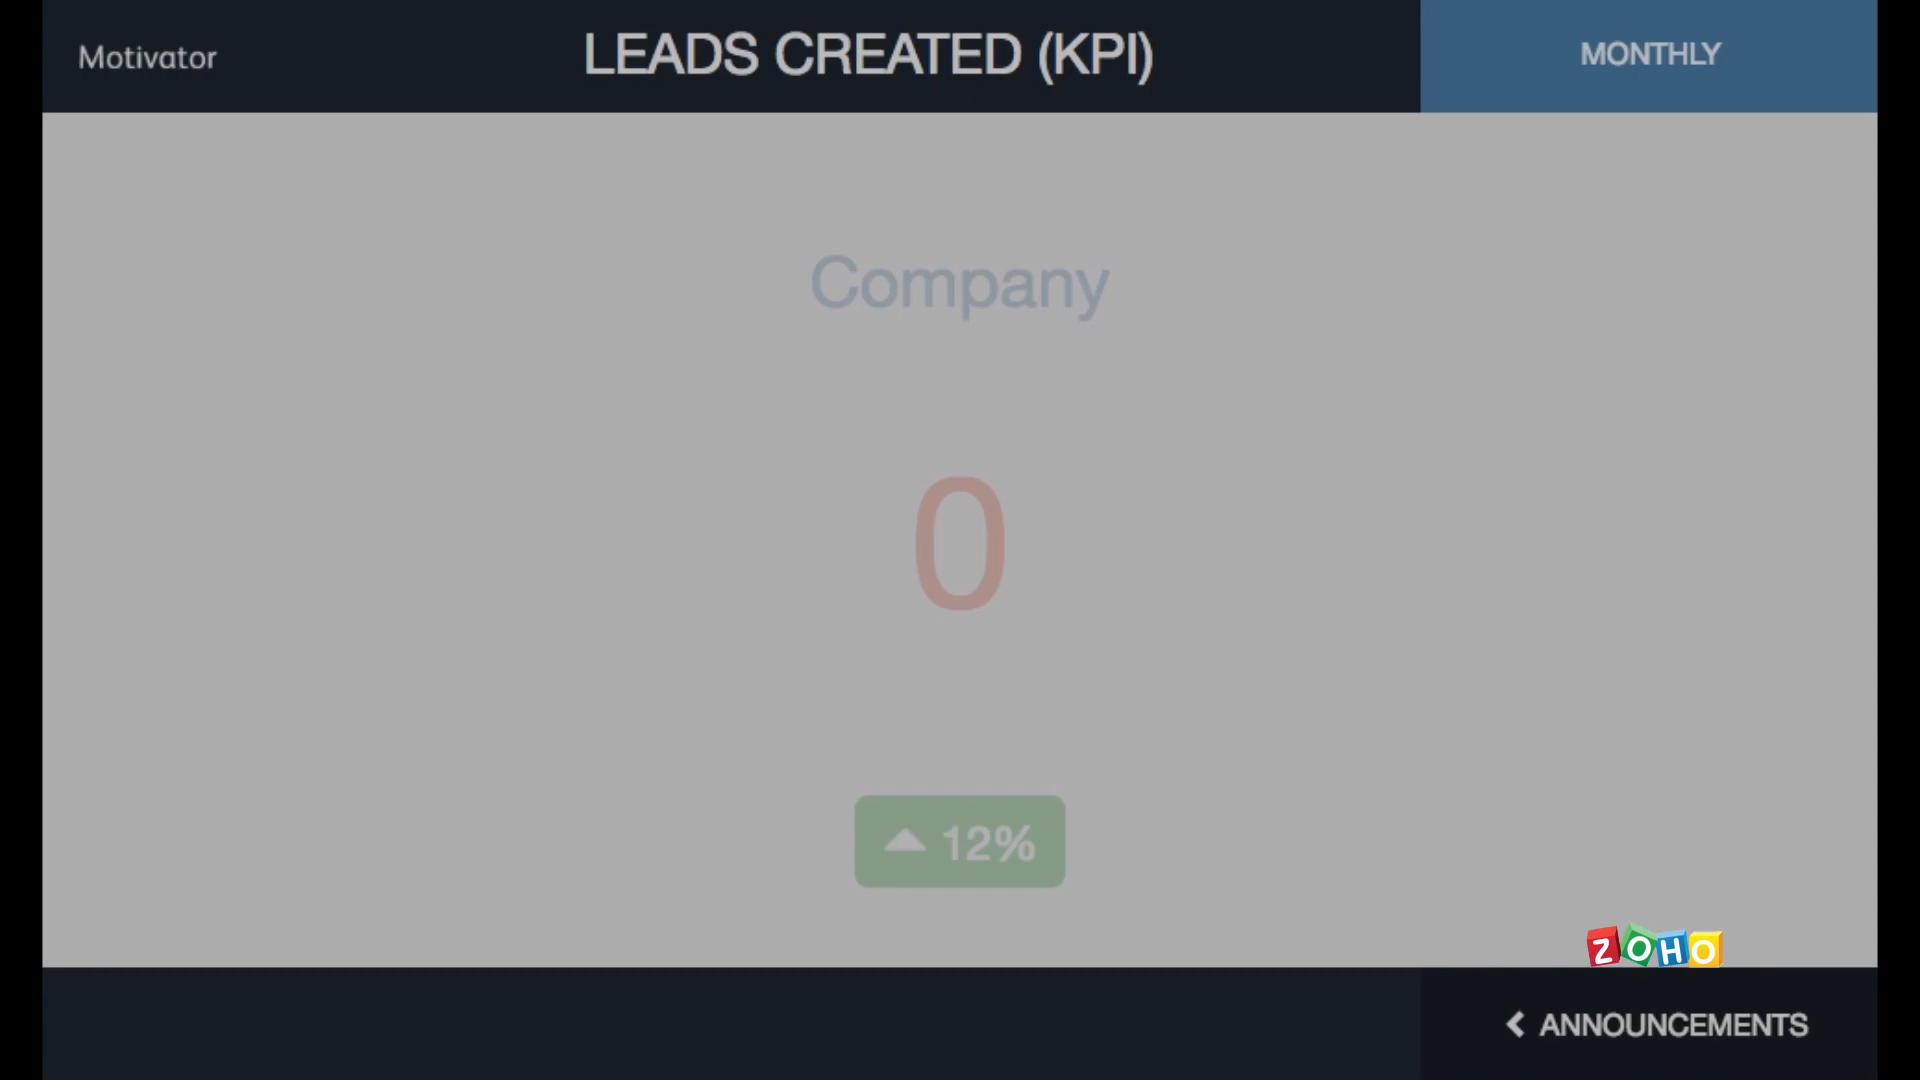 Motivator
LEADS CREATED (KPI)
MONTHLY
Company
0
12%
ZOHO
ANNOUNCEMENTS